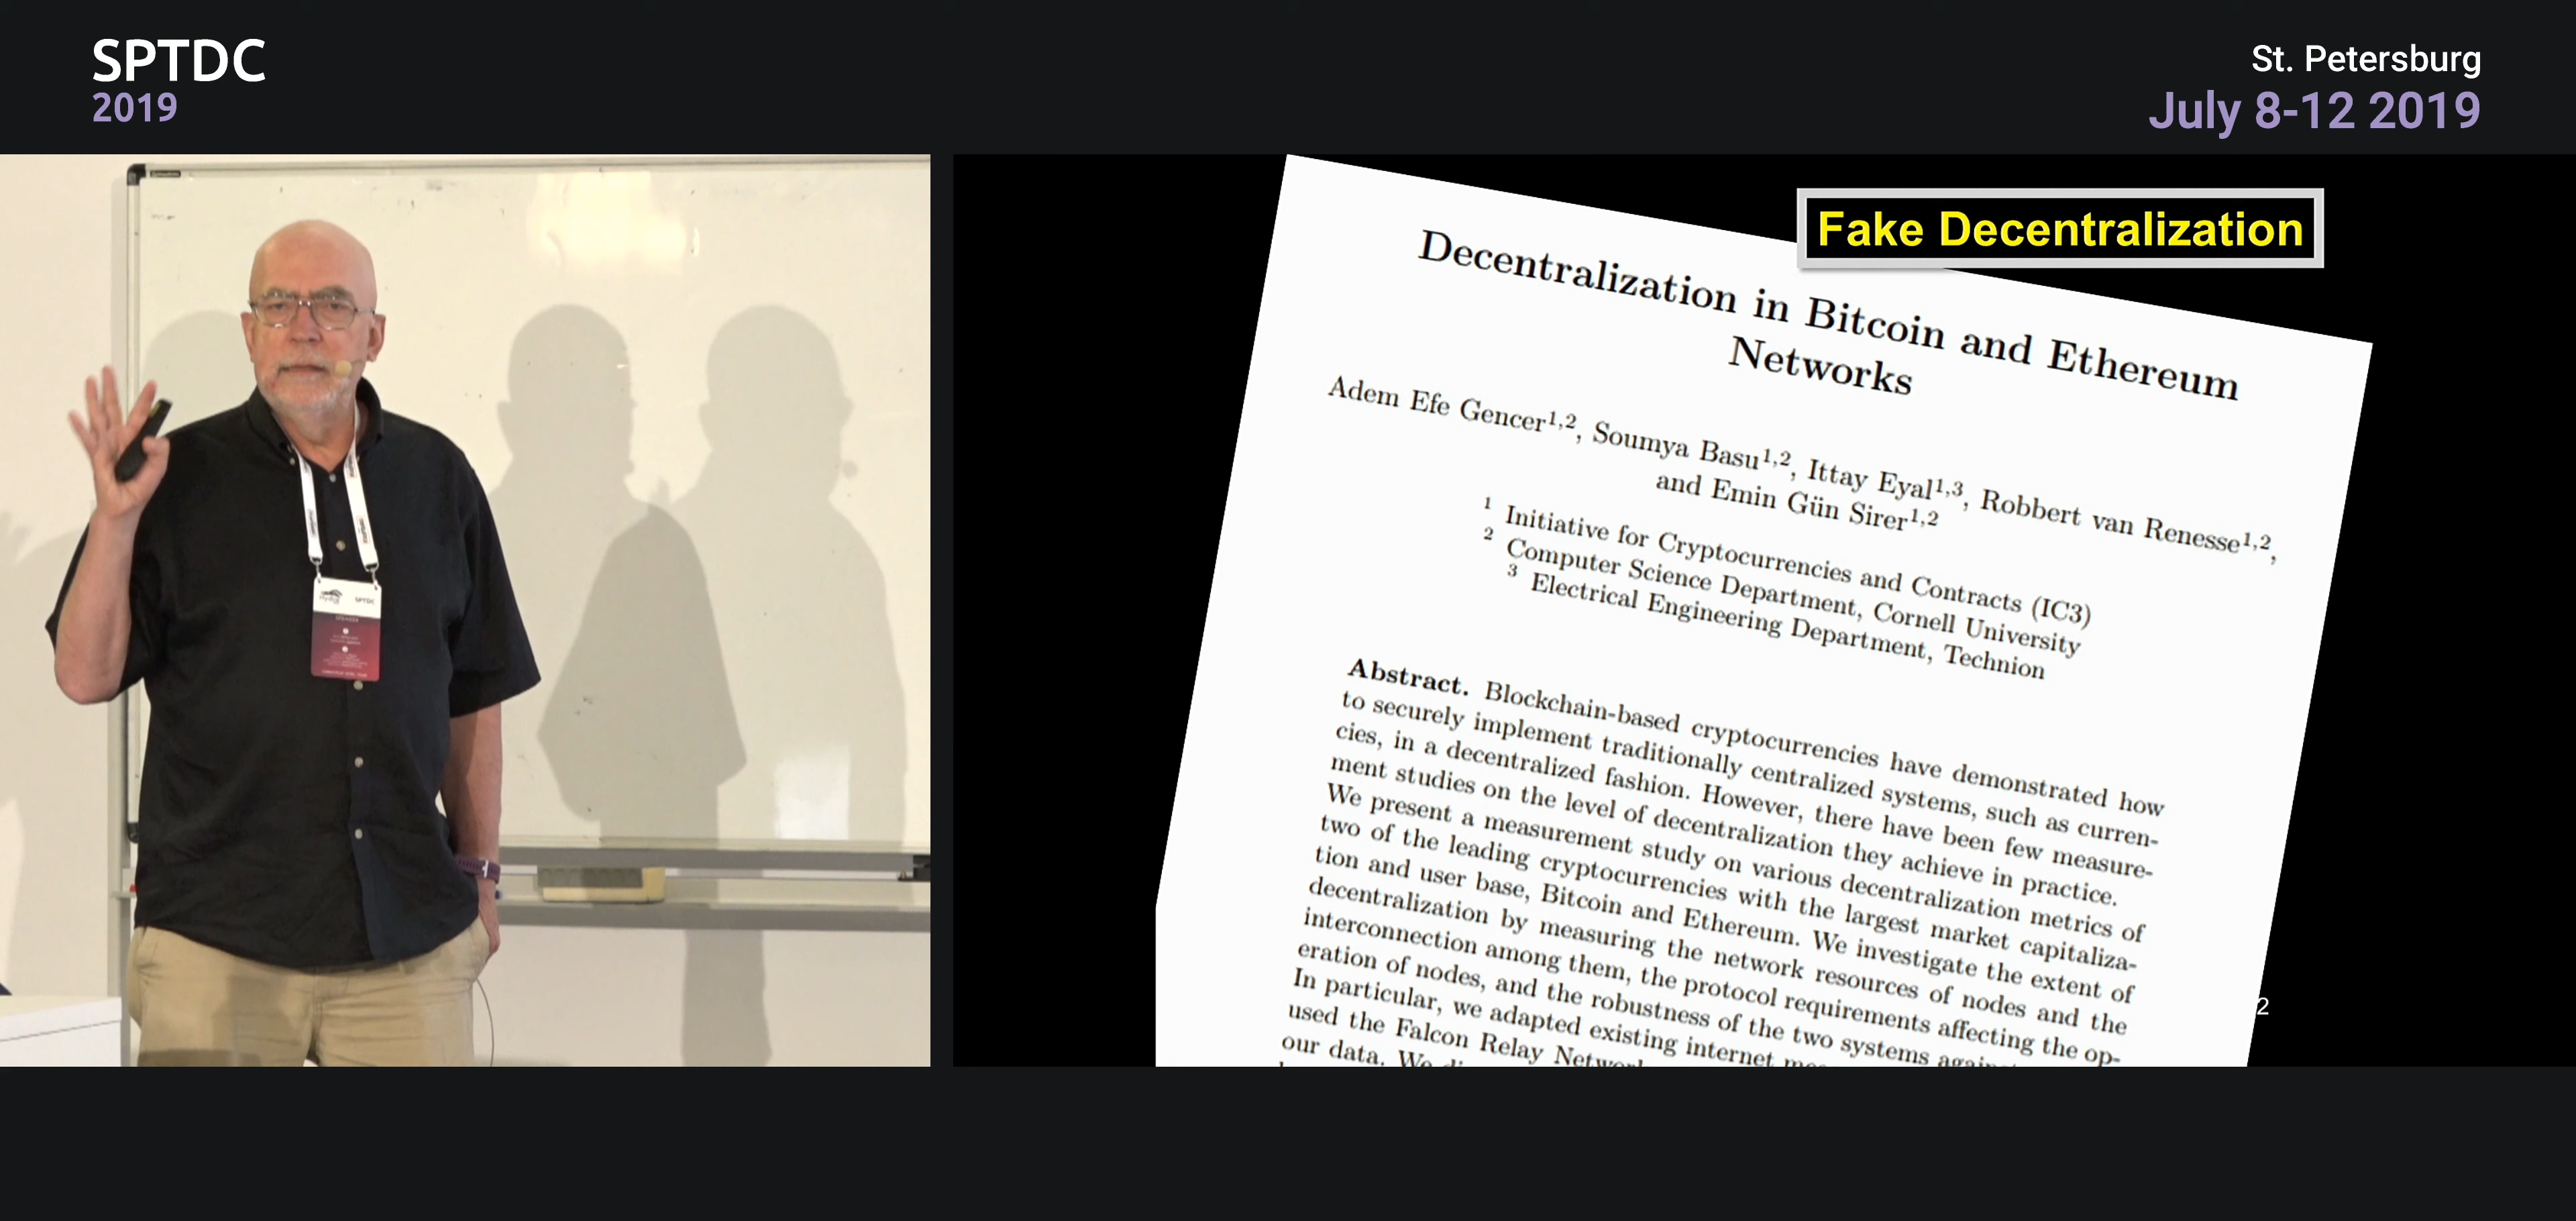 SPTDC
2019
St. Petersburg
July 8-12 2019
SPTDC
SPEAKER
Fake Decentralization
Decentralization in Bitcoin and Ethereum
Networks
Adem Efe Gencer1,2, Soumya Basu1,2, Ittay Eyal1,3, Robbert van Renesse1,2,
and Emin Gün Sirer1,2
1 Initiative for Cryptocurrencies and Contracts (IC3)
2 Computer Science Department, Cornell University
3 Electrical Engineering Department, Technion
Abstract. Blockchain-based cryptocurrencies have demonstrated how
to securely implement traditionally centralized systems, such as curren-
cies, in a decentralized fashion. However, there have been few measure-
ment studies on the level of decentralization they achieve in practice.
We present a measurement study on various decentralization metrics of
two of the leading cryptocurrencies with the largest market capitaliza-
tion and user base, Bitcoin and Ethereum. We investigate the extent of
decentralization by measuring the network resources of nodes and the
interconnection among them, the protocol requirements affecting the op-
eration of nodes, and the robustness of the two systems against
In particular, we adapted existing internet
used the Falcon Relay Network
our data. We
2